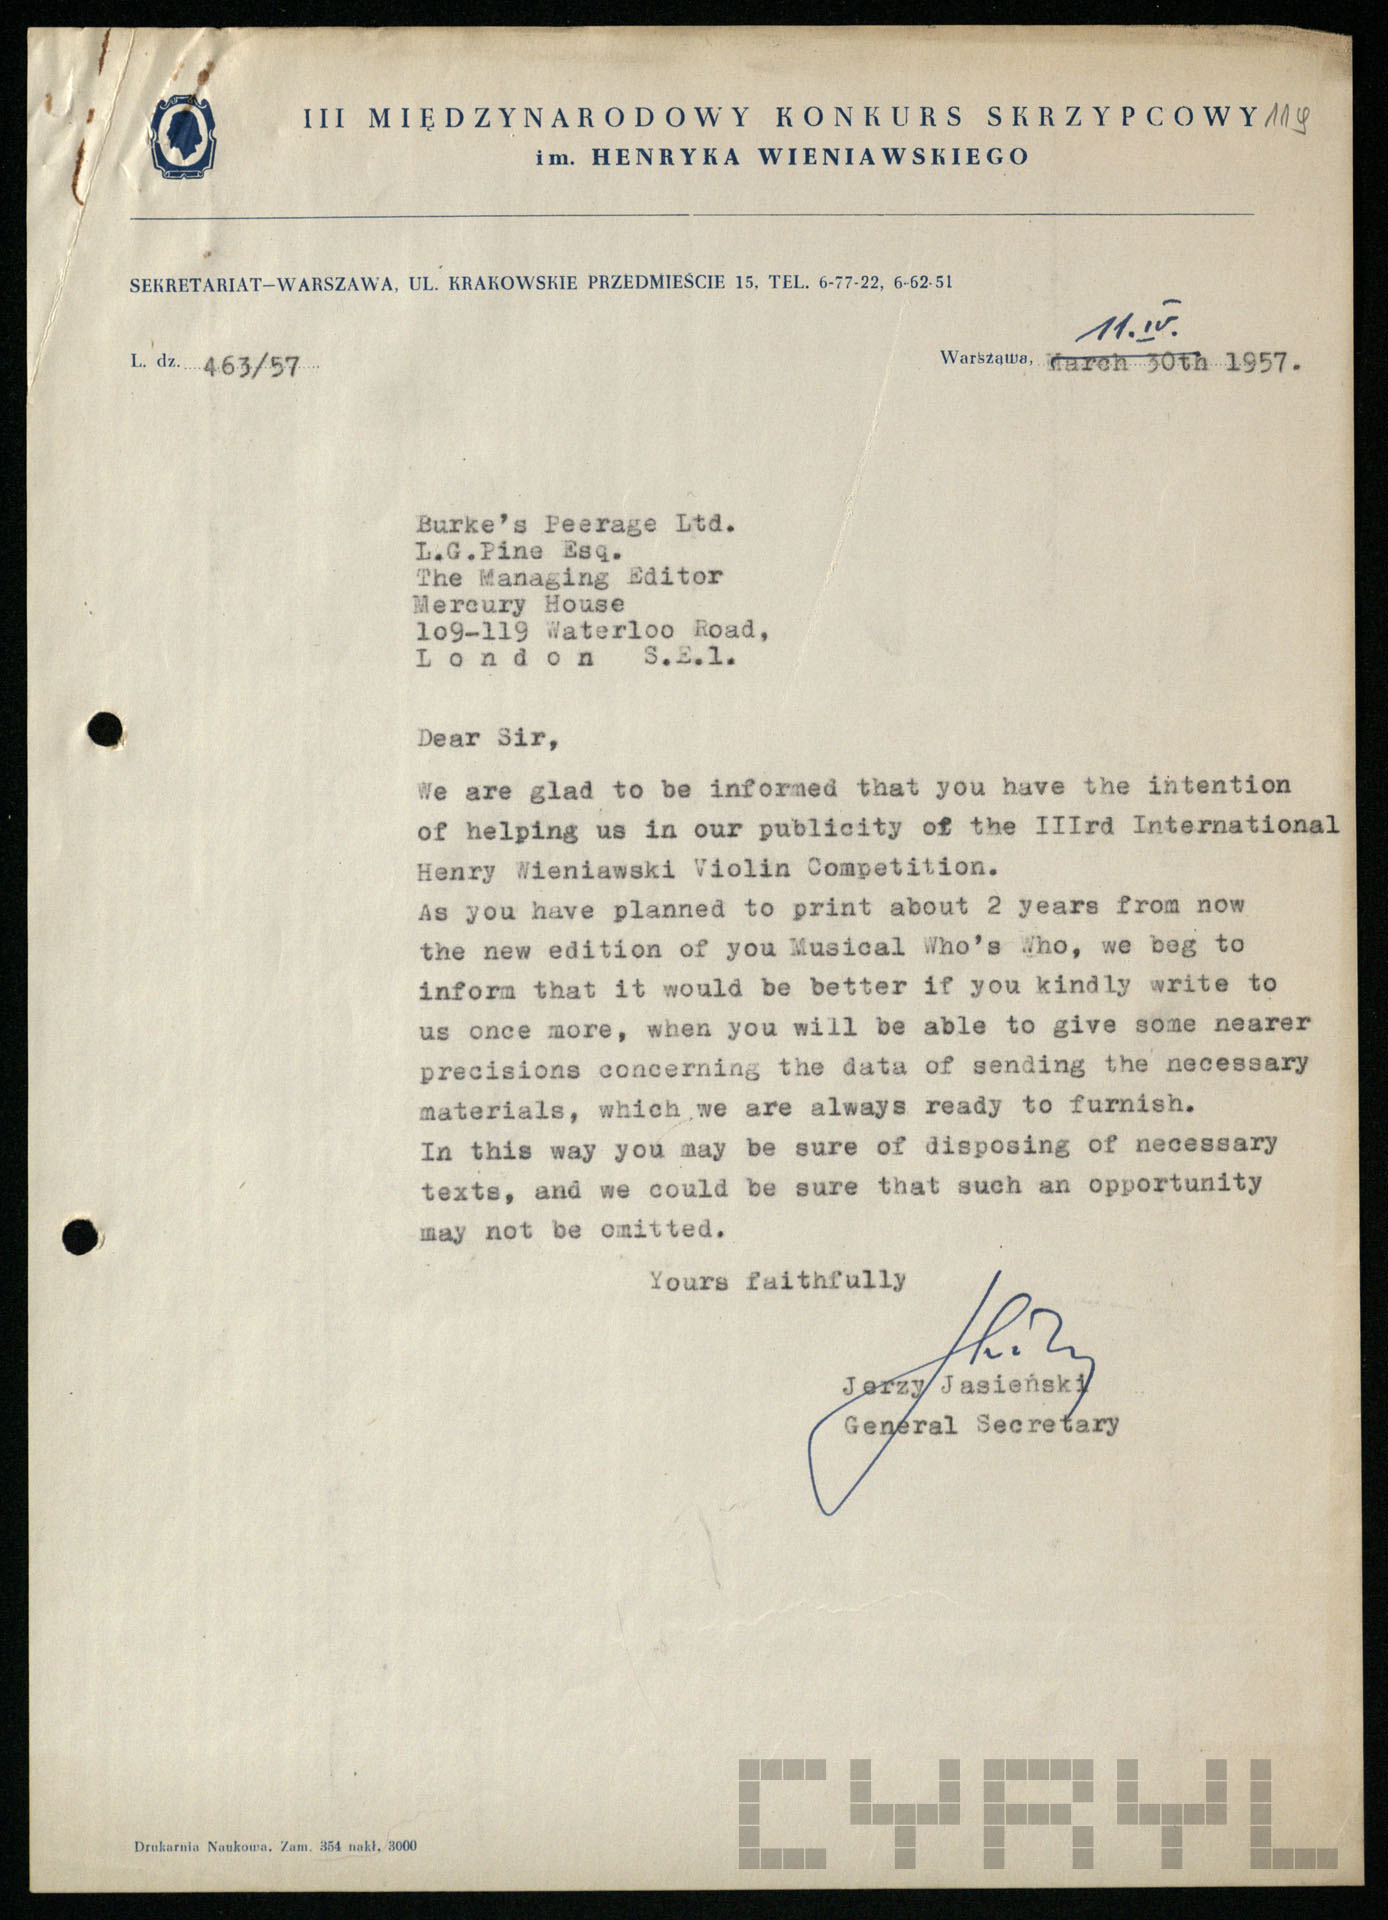 III MIĘDZYNARODOWY KONKURS SKRZYPCOWY 119
im. HENRYKA WIENIAWSKIEGO
SEKRETARIAT—WARSZAWA, UL. KRAKOWSKIE PRZEDMIEŚCIE 15, TEL. 6-77-22, 6-62-51
11.IV.
L. dz. 463/57 Warszawa, March 30th 1957.
Burke's Peerage Ltd.
L.G.Pine Esq.
The Managing Editor
Mercury House
1o9-119 Waterloo Road,
L o n d o n S.E.1.
Dear Sir,
We are glad to be informed that you have the intention
of helping us in our publicity of the IIIrd International
Henry Wieniawski Violin Competition.
As you have planned to print about 2 years from now
the new edition of you Musical Who's Who, we beg to
inform that it would be better if you kindly write to
us once more, when you will be able to give some nearer
precisions concerning the data of sending the necessary
materials, which we are always ready to furnish.
In this way you may be sure of disposing of necessary
texts, and we could be sure that such an opportunity
may not be omitted.
Yours faithfully
Jerzy Jasieński
General Secretary
CYRYL
Drukarnia Naukowa. Zam. 354 nakł. 3000